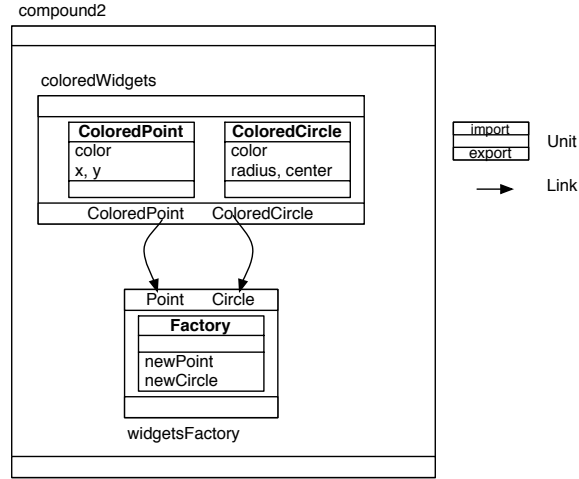 compound2
coloredWidgets
ColoredPoint
color
x, y
ColoredCircle
color
radius, center
ColoredPoint ColoredCircle
import
export
Unit
Link
Point Circle
Factory
newPoint
newCircle
widgetsFactory